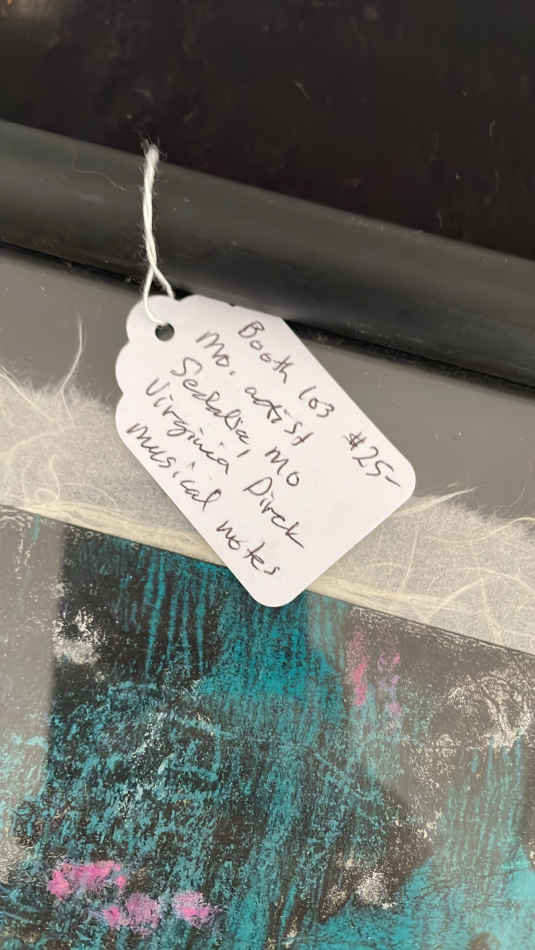 Booth 103 #25-
Mo. artist
Sedalia, Mo
Virginia Dirck
musical notes